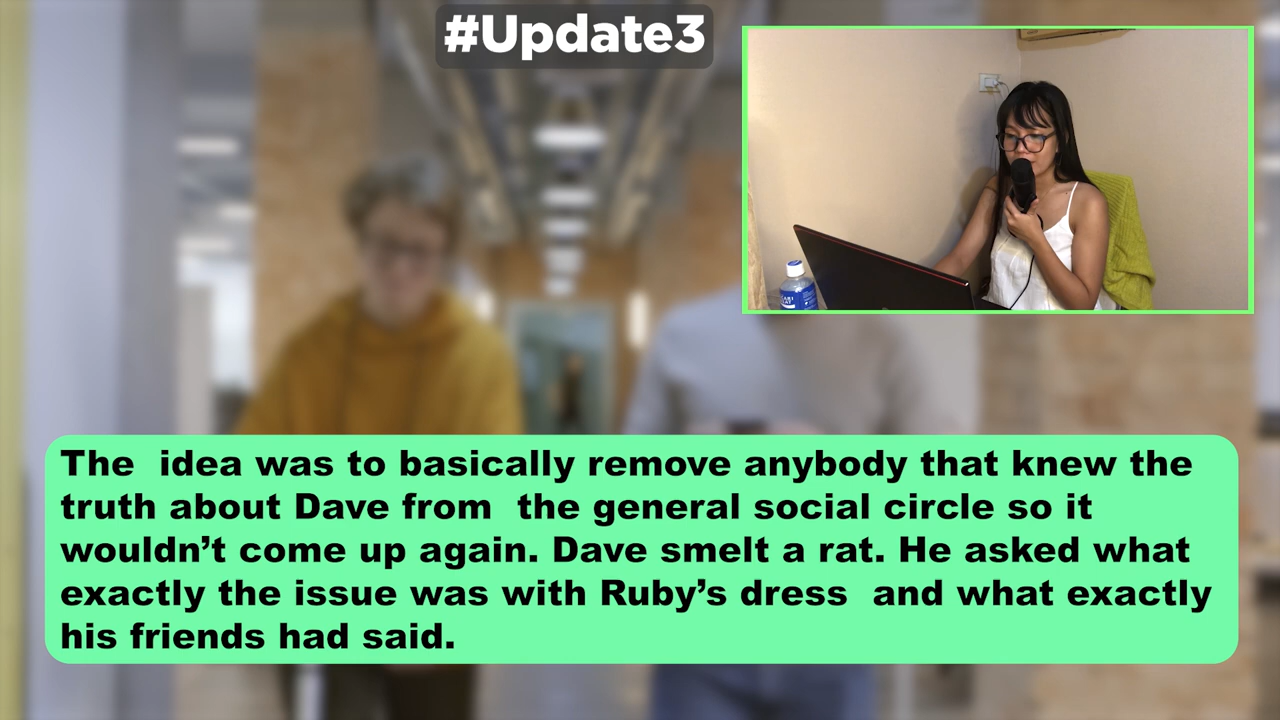 #Update3
The  idea was to basically remove anybody that knew the
truth about Dave from  the general social circle so it
wouldn’t come up again. Dave smelt a rat. He asked what
exactly the issue was with Ruby’s dress  and what exactly
his friends had said.